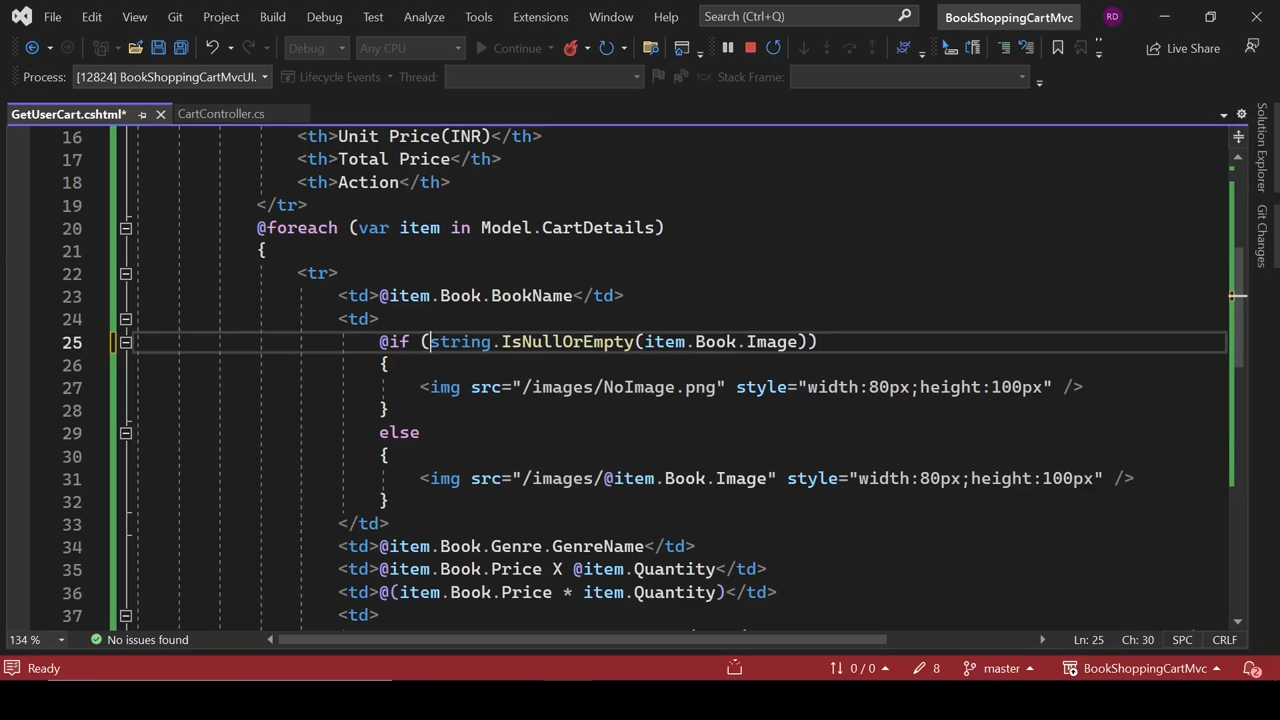 File Edit View Git Project Build Debug Test Analyze Tools Extensions Window Help Search (Ctrl+Q) BookShoppingCartMvc RD
Debug Any CPU Continue Live Share
Process: [12824] BookShoppingCartMvcUI. Lifecycle Events Thread: Stack Frame:
GetUserCart.cshtml* CartController.cs
16 <th>Unit Price(INR)</th>
17 <th>Total Price</th>
18 <th>Action</th>
19 </tr>
20 @foreach (var item in Model.CartDetails)
21 {
22 <tr>
23 <td>@item.Book.BookName</td>
24 <td>
25 @if (string.IsNullOrEmpty(item.Book.Image))
26 {
27 <img src="/images/NoImage.png" style="width:80px;height:100px" />
28 }
29 else
30 {
31 <img src="/images/@item.Book.Image" style="width:80px;height:100px" />
32 }
33 </td>
34 <td>@item.Book.Genre.GenreName</td>
35 <td>@item.Book.Price X @item.Quantity</td>
36 <td>@(item.Book.Price * item.Quantity)</td>
37 <td>
Solution Explorer
Git Changes
134 % No issues found Ln: 25 Ch: 30 SPC CRLF
Ready 0 / 0 8 master BookShoppingCartMvc 2